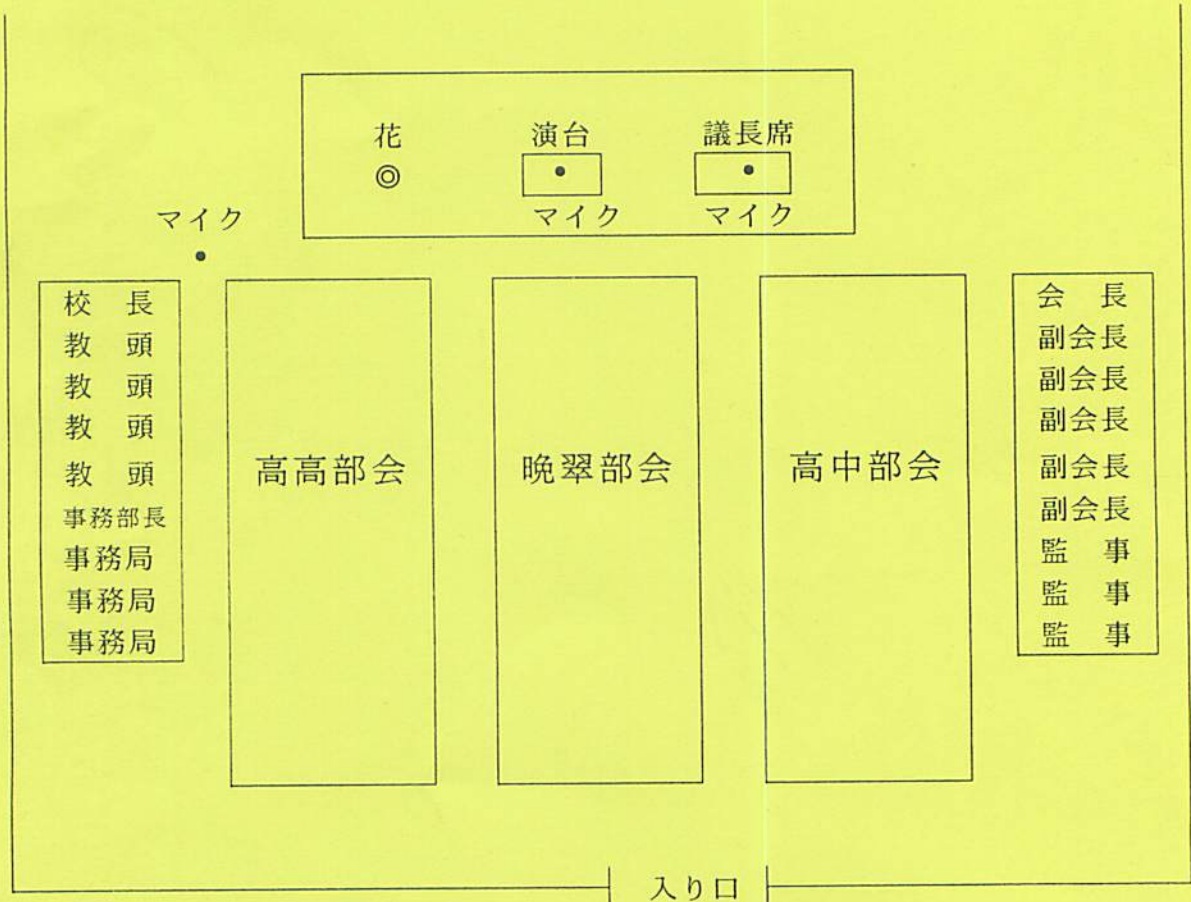 花
演台
議長席
マイク
マイク
マイク
校 長
教 頭
教 頭
教 頭
教 頭
事務部長
事務局
事務局
事務局
高高部会
晩翠部会
高中部会
会 長
副会長
副会長
副会長
副会長
副会長
監 事
監 事
監 事
入り口